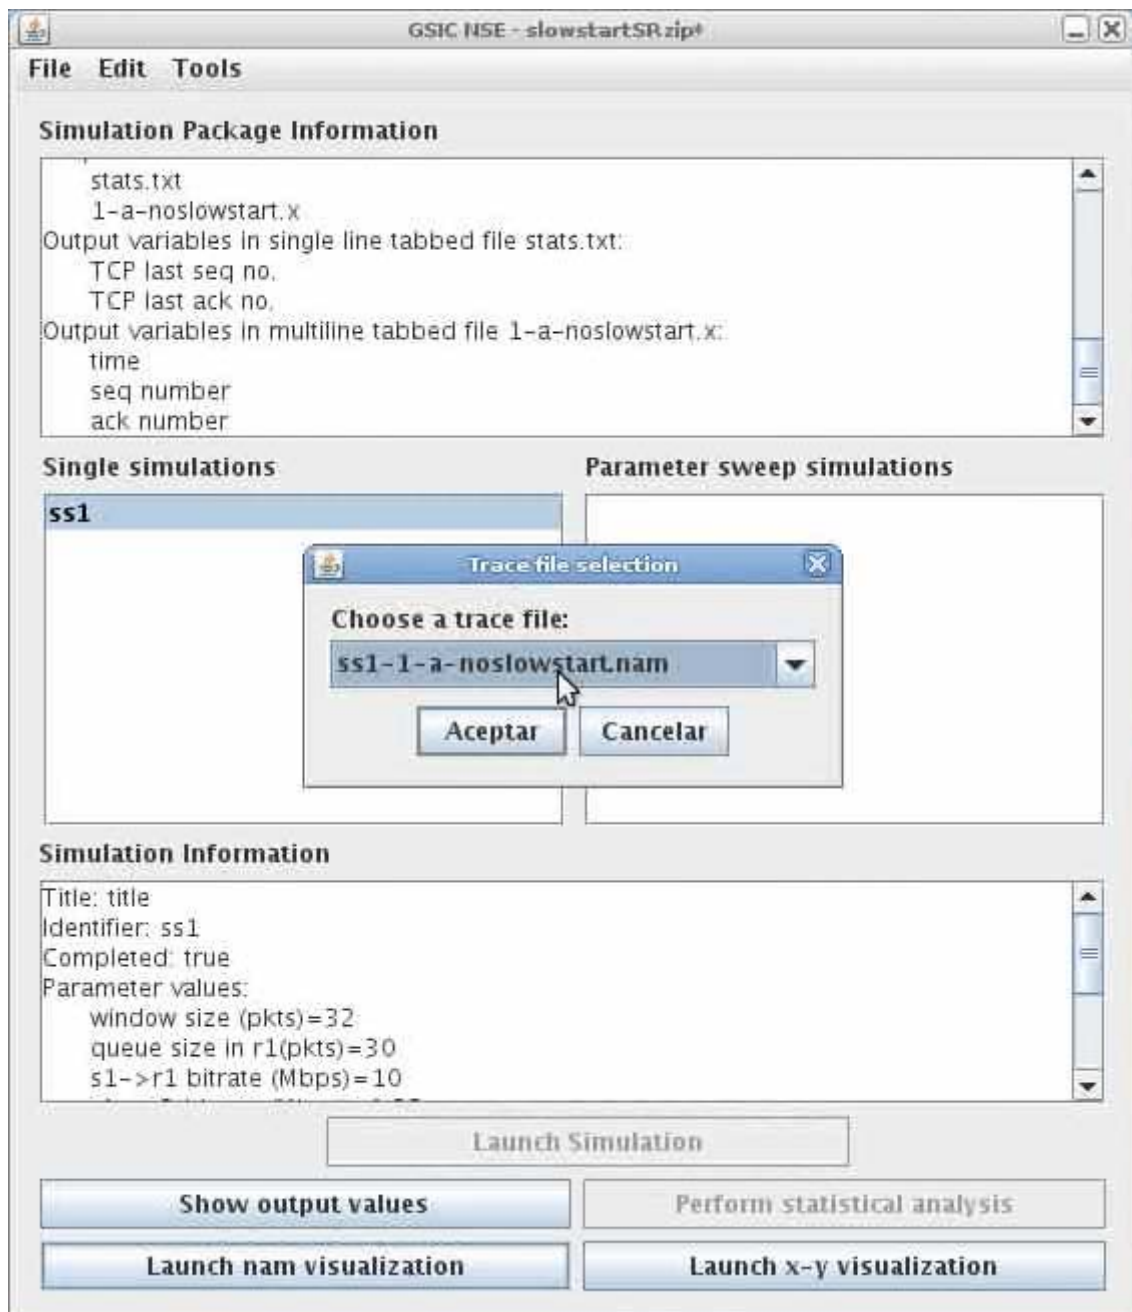 GSIC NSE - slowstartSR.zip*
File Edit Tools
Simulation Package Information
stats.txt
1-a-noslowstart.x
Output variables in single line tabbed file stats.txt:
TCP last seq no.
TCP last ack no.
Output variables in multiline tabbed file 1-a-noslowstart.x:
time
seq number
ack number
Single simulations
Parameter sweep simulations
ss1
Trace file selection
Choose a trace file:
ss1-1-a-noslowstart.nam
Aceptar Cancelar
Simulation Information
Title: title
Identifier: ss1
Completed: true
Parameter values:
window size (pkts)=32
queue size in r1(pkts)=30
s1->r1 bitrate (Mbps)=10
Launch Simulation
Show output values
Perform statistical analysis
Launch nam visualization
Launch x-y visualization